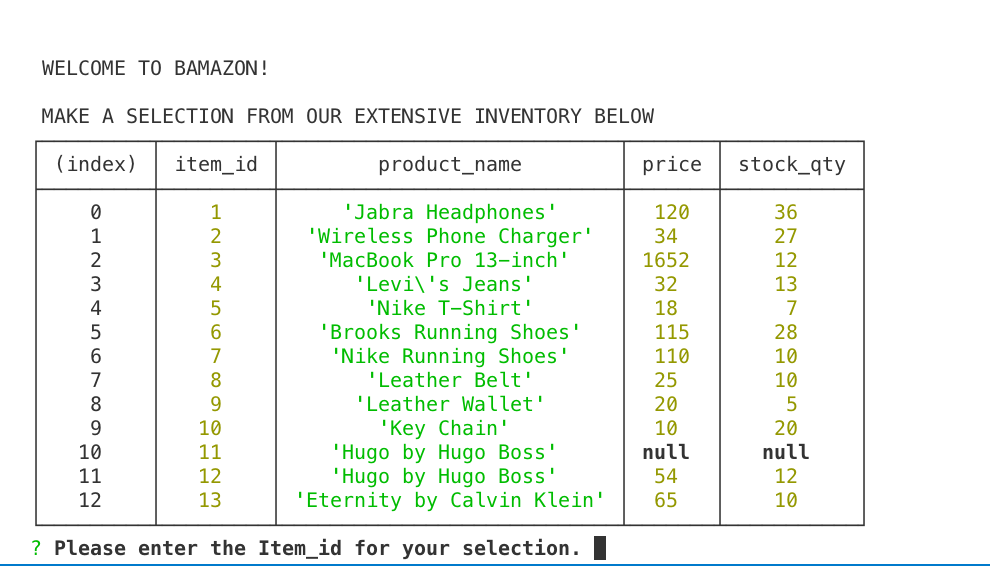 WELCOME TO BAMAZON!
MAKE A SELECTION FROM OUR EXTENSIVE INVENTORY BELOW
(index) item_id product_name price stock_qty
0 1 'Jabra Headphones' 120 36
1 2 'Wireless Phone Charger' 34 27
2 3 'MacBook Pro 13-inch' 1652 12
3 4 'Levi\'s Jeans' 32 13
4 5 'Nike T-Shirt' 18 7
5 6 'Brooks Running Shoes' 115 28
6 7 'Nike Running Shoes' 110 10
7 8 'Leather Belt' 25 10
8 9 'Leather Wallet' 20 5
9 10 'Key Chain' 10 20
10 11 'Hugo by Hugo Boss' null null
11 12 'Hugo by Hugo Boss' 54 12
12 13 'Eternity by Calvin Klein' 65 10
? Please enter the Item_id for your selection.